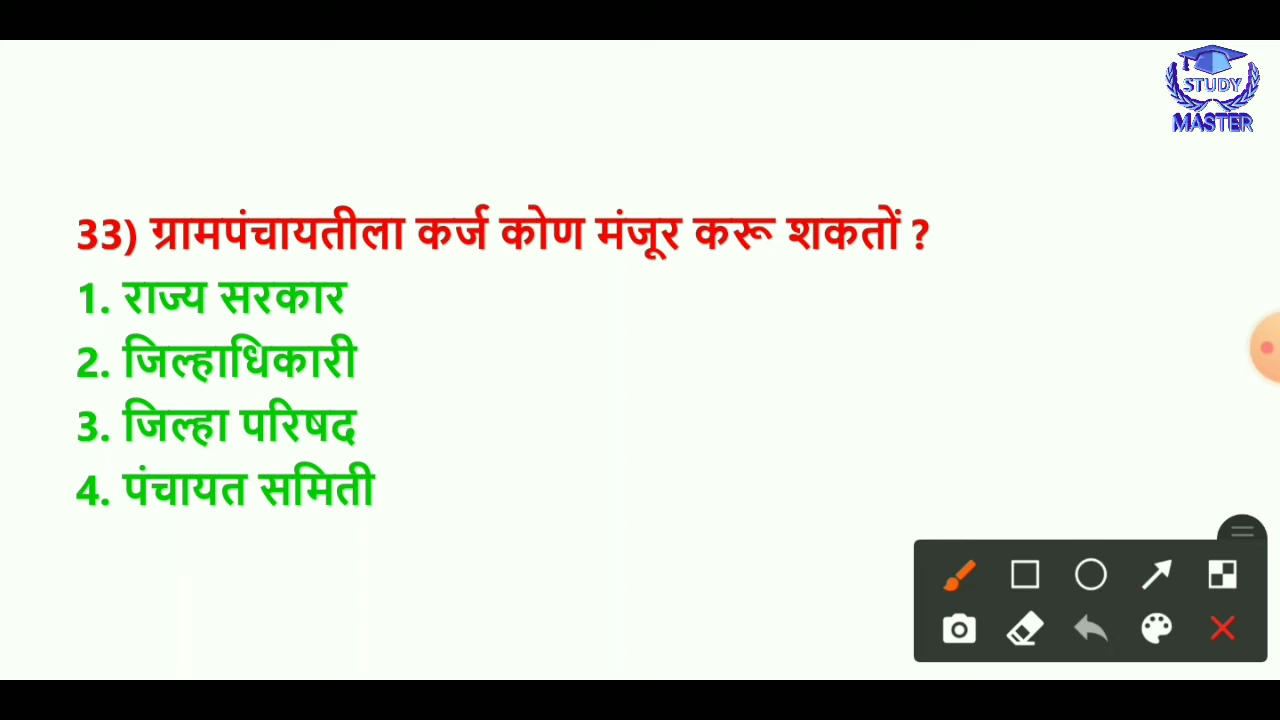 STUDY
MASTER
33) ग्रामपंचायतीला कर्ज कोण मंजूर करू शकतों ?
1. राज्य सरकार
2. जिल्हाधिकारी
3. जिल्हा परिषद
4. पंचायत समिती